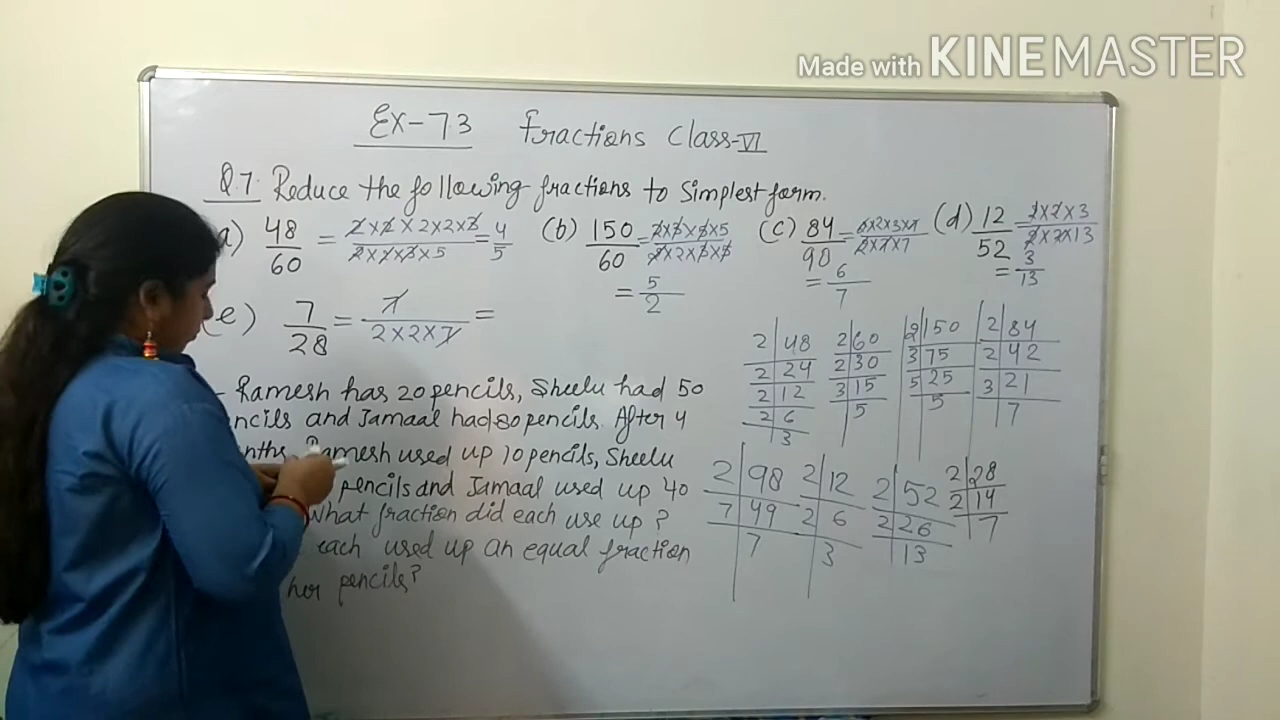 Made with KINEMASTER
Ex-7.3 Fractions Class-VI
Q7. Reduce the following fractions to Simplest form.
a) 48/60 = 2x2x2x2x3/2x2x3x5 = 4/5 (b) 150/60 = 2x3x5x5/2x2x3x5 (c) 84/98 = 2x2x3x7/2x7x7 (d) 12/52 = 2x2x3/2x2x13
= 5/2 = 6/7 = 3/13
(e) 7/28 = 7/2x2x7 =
2|48 2|60 2|150 2|84
2|24 2|30 3|75 2|42
2|12 3|15 5|25 3|21
2|6 5 5 7
3
Ramesh has 20 pencils, Sheelu had 50
ncils and Jamaal had 80 pencils. After 4
nths Ramesh used up 10 pencils, Sheelu
pencils and Jamaal used up 40
What fraction did each use up?
each used up an equal fraction
her pencils?
2|98 2|12 2|52 2|28
7|49 2|6 2|26 2|14
7 3 13 7